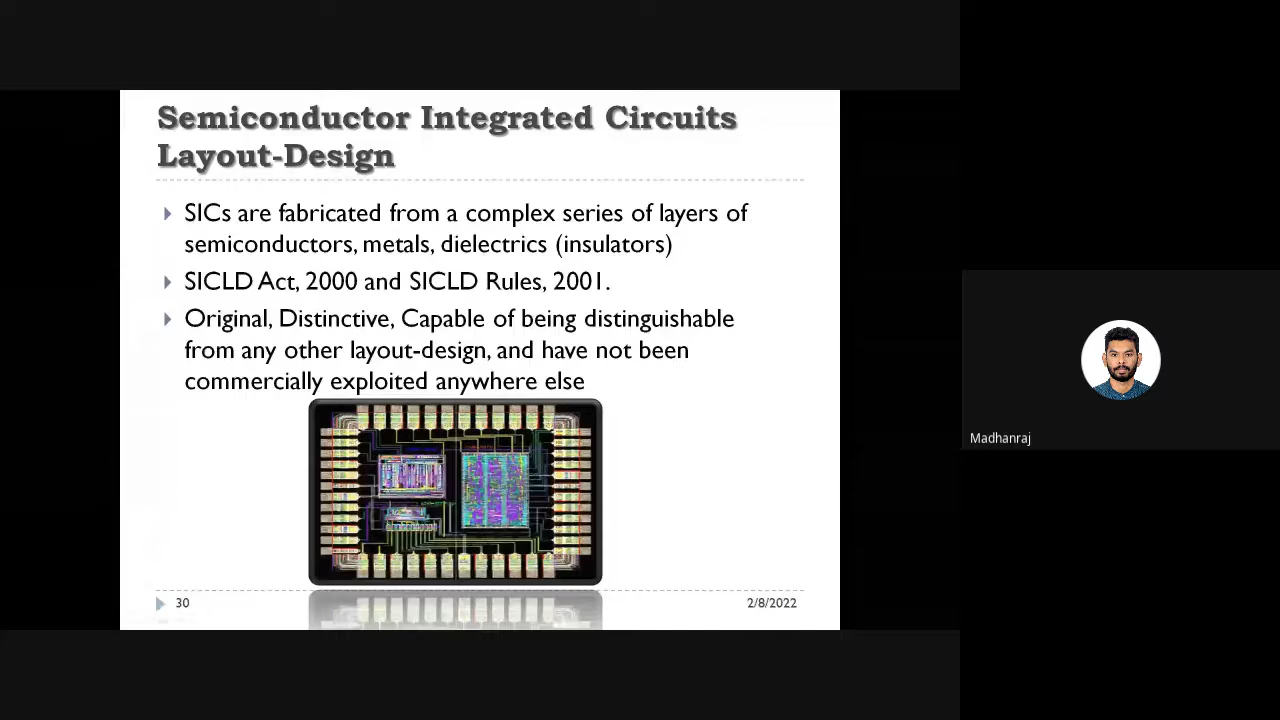 Semiconductor Integrated Circuits
Layout-Design
SICs are fabricated from a complex series of layers of
semiconductors, metals, dielectrics (insulators)
SICLD Act, 2000 and SICLD Rules, 2001.
Original, Distinctive, Capable of being distinguishable
from any other layout-design, and have not been
commercially exploited anywhere else
30
2/8/2022
Madhanraj